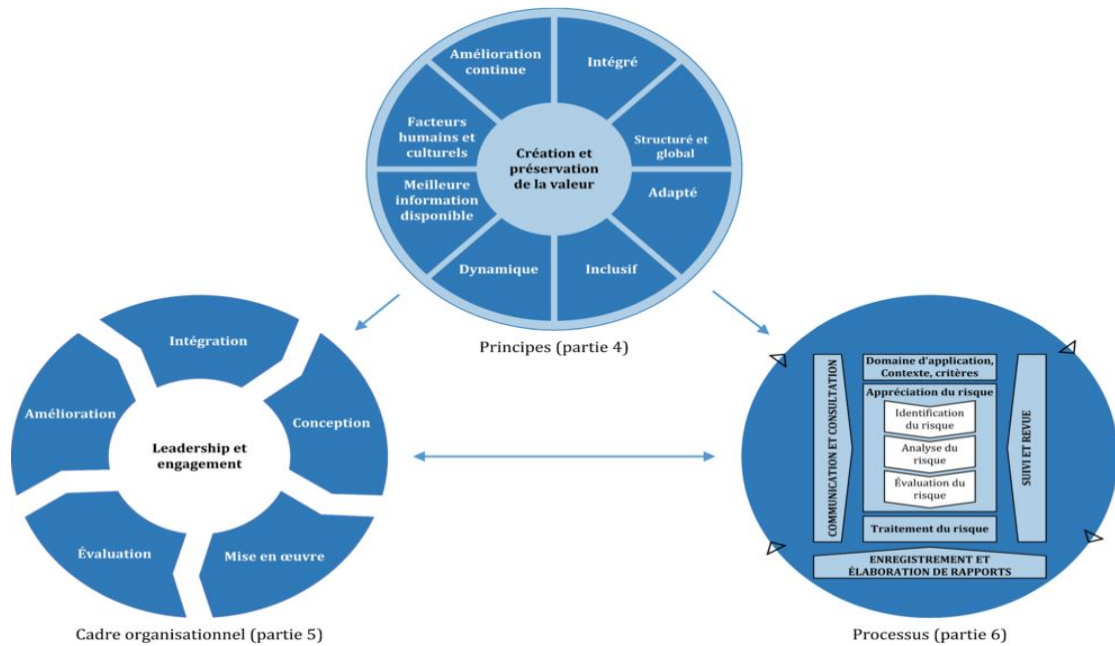 Amélioration
continue
Intégré
Facteurs
humains et
culturels
Structuré et
global
Création et
préservation
de la valeur
Meilleure
information
disponible
Adapté
Dynamique
Inclusif
Principes (partie 4)
Intégration
Amélioration
Conception
Leadership et
engagement
Évaluation
Mise en œuvre
Cadre organisationnel (partie 5)
COMMUNICATION ET CONSULTATION
Domaine d'application,
Contexte, critères
Appréciation du risque
Identification
du risque
Analyse du
risque
Évaluation du
risque
Traitement du risque
SUIVI ET REVUE
ENREGISTREMENT ET
ÉLABORATION DE RAPPORTS
Processus (partie 6)